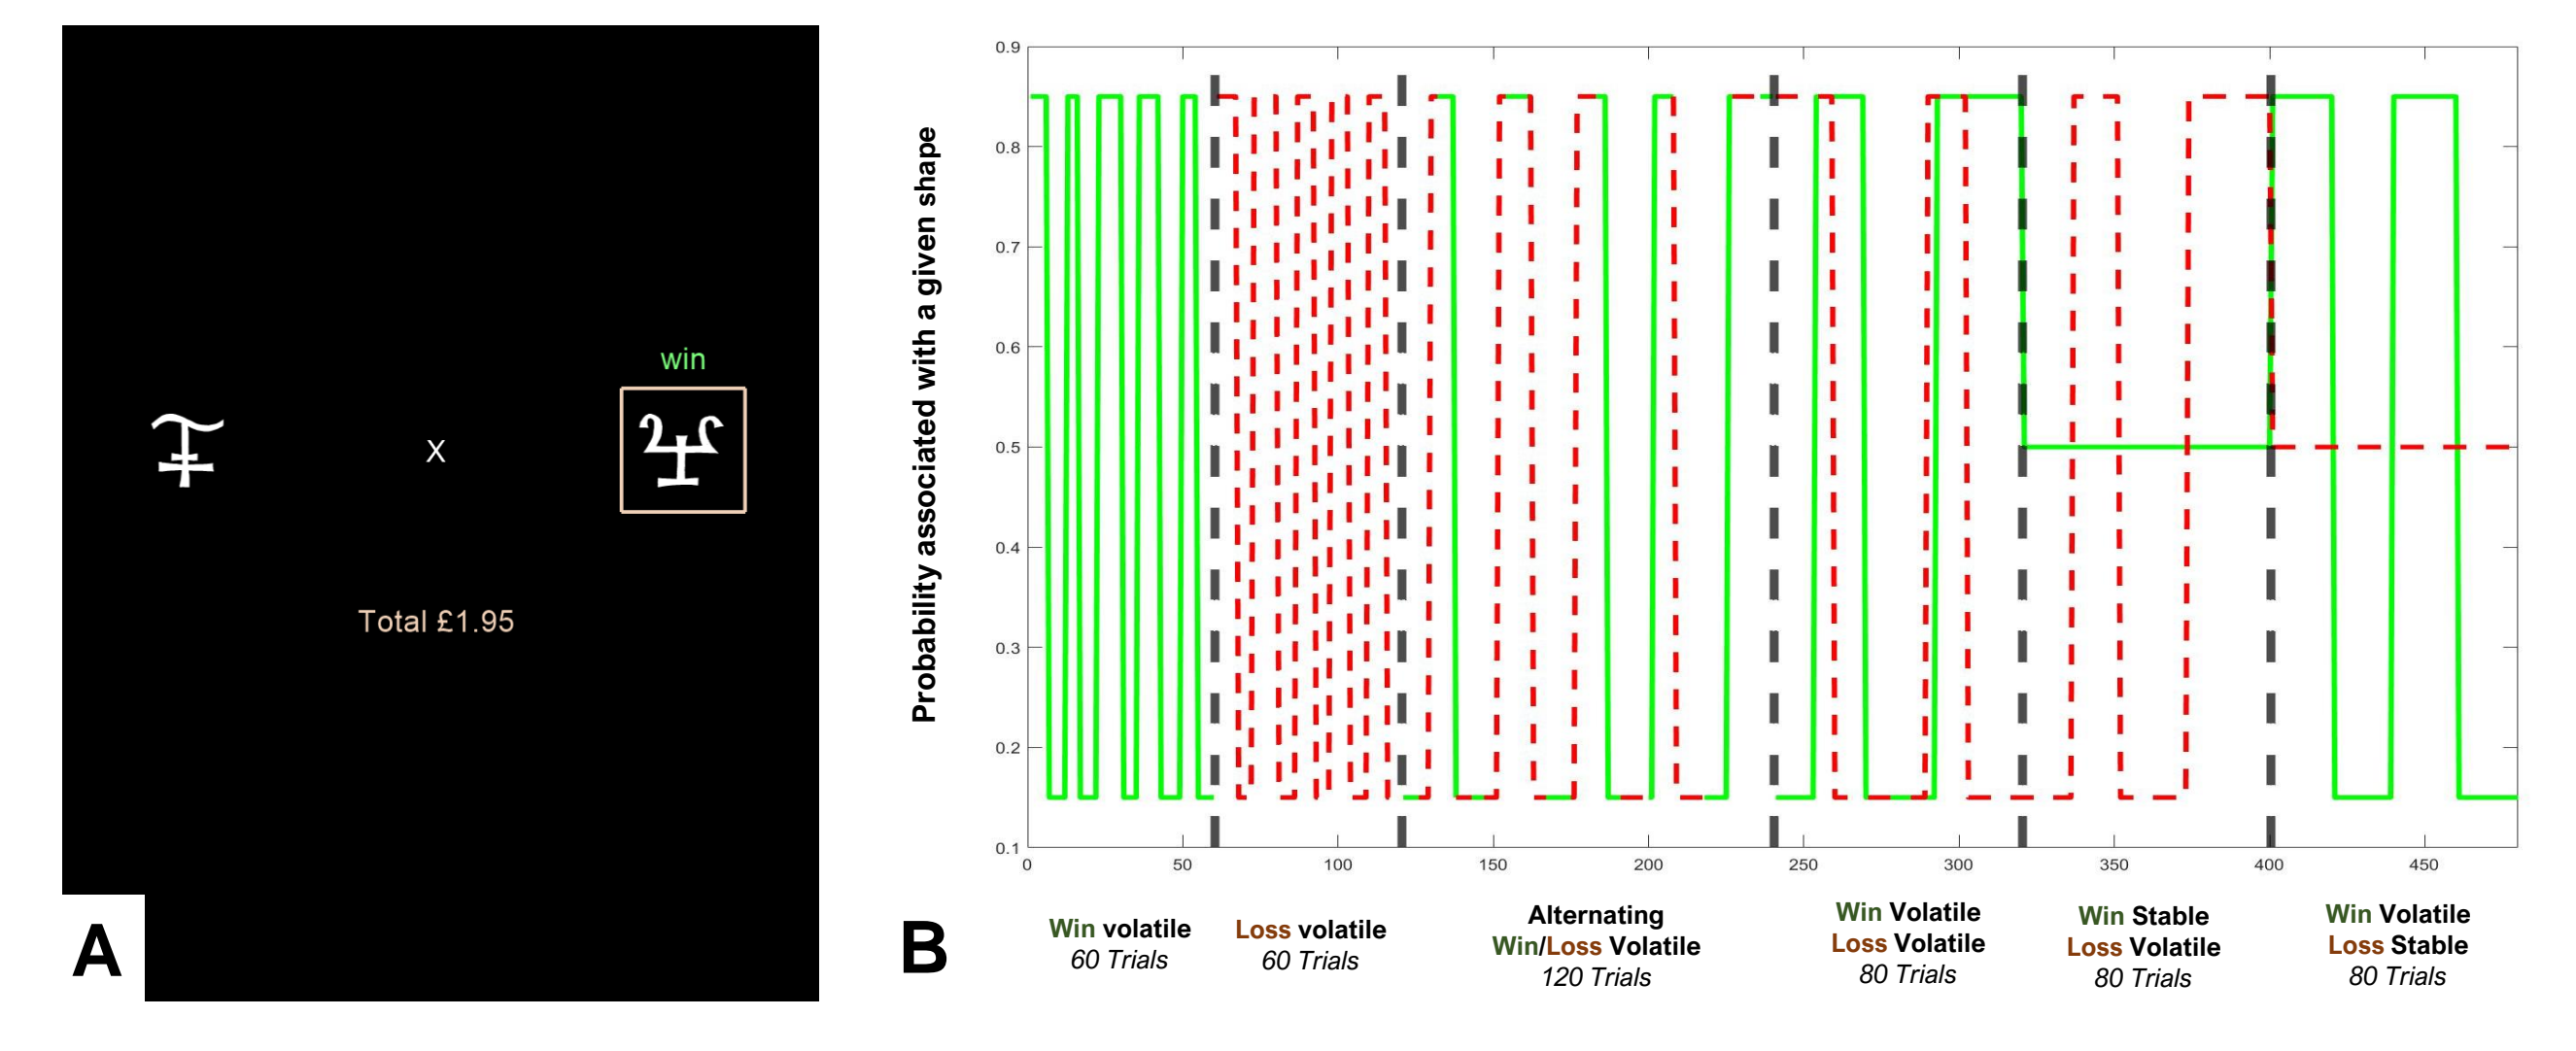 win
X
Total £1.95
A
Probability associated with a given shape
0.9
0.8
0.7
0.6
0.5
0.4
0.3
0.2
0.1
0 50 100 150 200 250 300 350 400 450
B
Win volatile
60 Trials
Loss volatile
60 Trials
Alternating
Win/Loss Volatile
120 Trials
Win Volatile
Loss Volatile
80 Trials
Win Stable
Loss Volatile
80 Trials
Win Volatile
Loss Stable
80 Trials